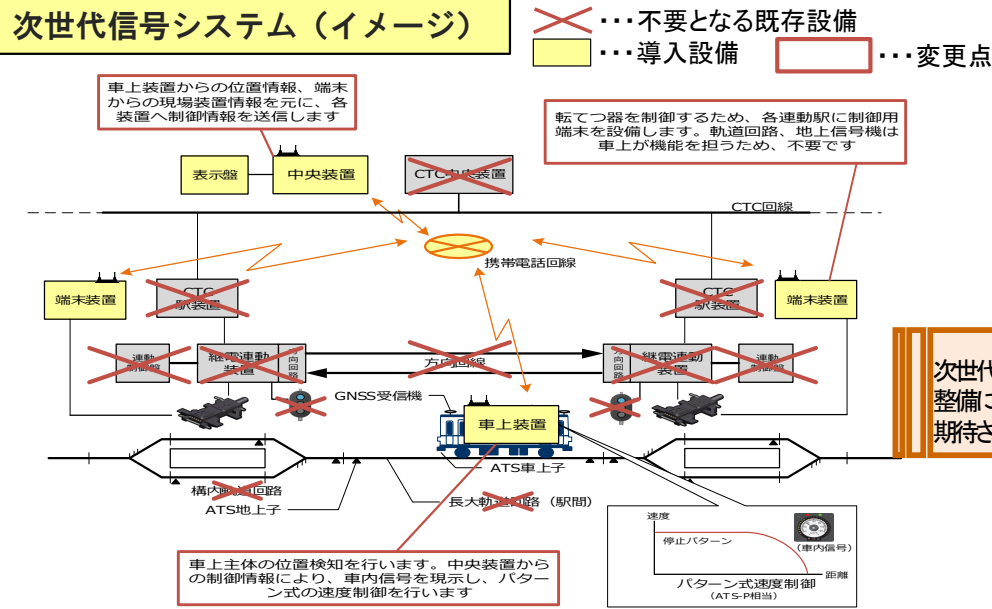 次世代信号システム（イメージ）
・・・不要となる既存設備
・・・導入設備
・・・変更点
車上装置からの位置情報、端末
からの現場装置情報を元に、各
装置へ制御情報を送信します
転てつ器を制御するため、各連動駅に制御用
端末を設備します。軌道回路、地上信号機は
車上が機能を担うため、不要です
表示盤
中央装置
CTC中央装置
CTC回線
携帯電話回線
端末装置
CTC
駅装置
CTC
駅装置
端末装置
連動
制御盤
継電連動
装置
方向回路
方向回線
方向回路
継電連動
装置
連動
制御盤
GNSS受信機
車上装置
ATS車上子
構内軌道回路
ATS地上子
長大軌道回路（駅間）
次世代
整備に
期待さ
速度
停止パターン
（車内信号）
距離
パターン式速度制御
（ATS-P相当）
車上主体の位置検知を行います。中央装置から
の制御情報により、車内信号を現示し、パター
ン式の速度制御を行います